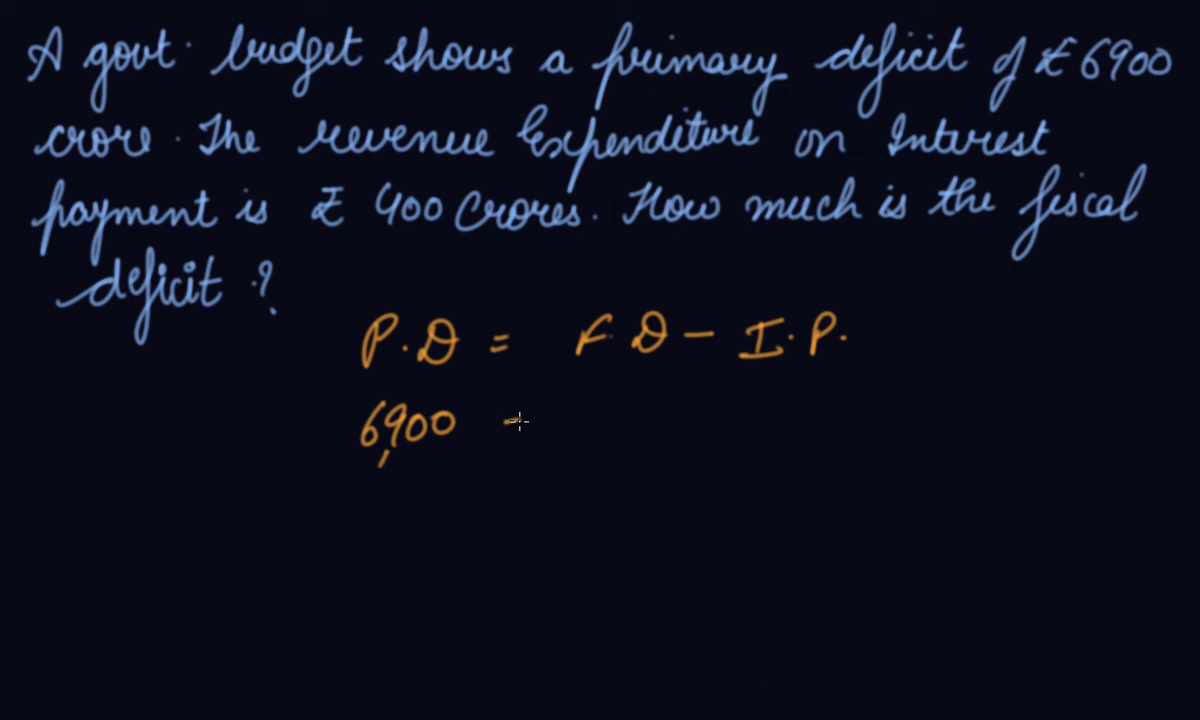 A govt. budget shows a primary deficit of ₹ 6900
crore. The revenue Expenditure on Interest
payment is ₹ 400 Crores. How much is the fiscal
deficit ?
P.D = F.D - I.P.
6,900 =